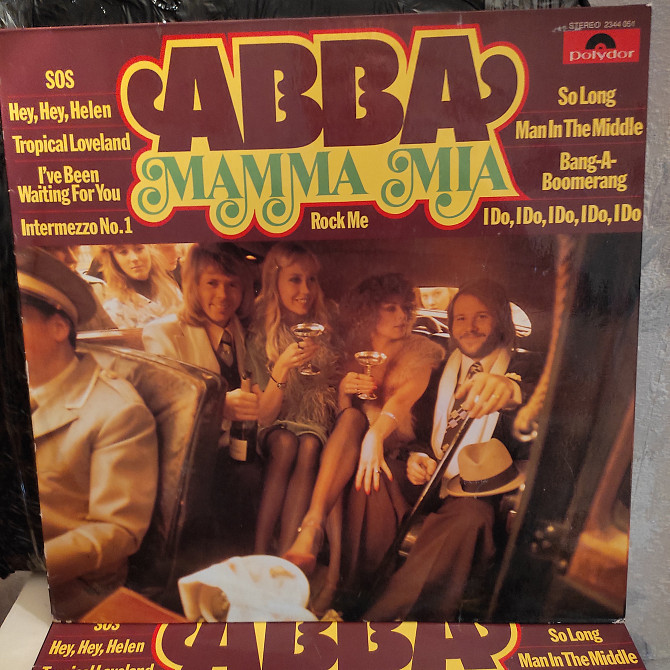 STEREO 2344 051
polydor
ABBA
MAMMA MIA
SOS
Hey, Hey, Helen
Tropical Loveland
I've Been
Waiting For You
Intermezzo No. 1
Rock Me
So Long
Man In The Middle
Bang-A-
Boomerang
I Do, I Do, I Do, I Do, I Do
SOS
Hey, Hey, Helen
Tropical Loveland
ABBA
So Long
Man In The Middle